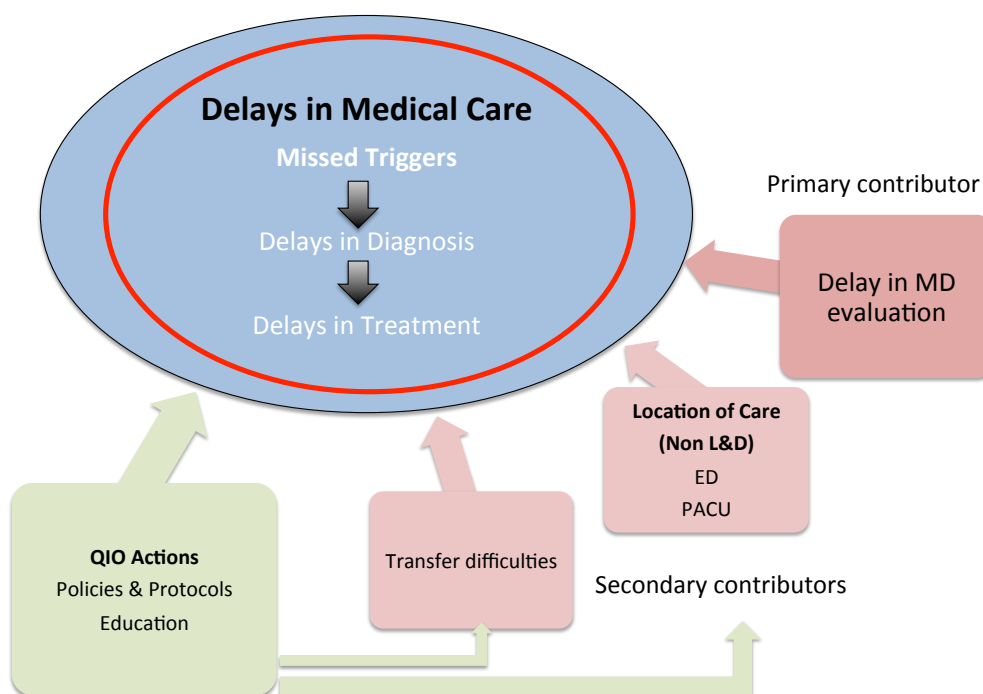 Delays in Medical Care
Missed Triggers
Delays in Diagnosis
Delays in Treatment
Primary contributor
Delay in MD
evaluation
Location of Care
(Non L&D)
ED
PACU
QIO Actions
Policies & Protocols
Education
Transfer difficulties
Secondary contributors